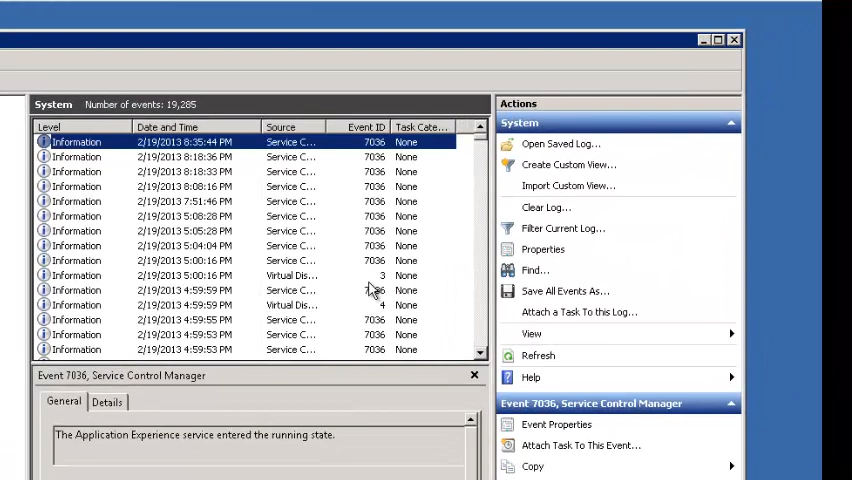 System Number of events: 19,285
Level Date and Time Source Event ID Task Cate...
Information 2/19/2013 8:35:44 PM Service C... 7036 None
Information 2/19/2013 8:18:36 PM Service C... 7036 None
Information 2/19/2013 8:18:33 PM Service C... 7036 None
Information 2/19/2013 8:08:16 PM Service C... 7036 None
Information 2/19/2013 7:51:46 PM Service C... 7036 None
Information 2/19/2013 5:08:28 PM Service C... 7036 None
Information 2/19/2013 5:05:28 PM Service C... 7036 None
Information 2/19/2013 5:04:04 PM Service C... 7036 None
Information 2/19/2013 5:00:16 PM Service C... 7036 None
Information 2/19/2013 5:00:16 PM Virtual Dis... 3 None
Information 2/19/2013 4:59:59 PM Service C... 7036 None
Information 2/19/2013 4:59:59 PM Virtual Dis... 4 None
Information 2/19/2013 4:59:55 PM Service C... 7036 None
Information 2/19/2013 4:59:53 PM Service C... 7036 None
Information 2/19/2013 4:59:53 PM Service C... 7036 None
Event 7036, Service Control Manager
General Details
The Application Experience service entered the running state.
Actions
System
Open Saved Log...
Create Custom View...
Import Custom View...
Clear Log...
Filter Current Log...
Properties
Find...
Save All Events As...
Attach a Task To this Log...
View
Refresh
Help
Event 7036, Service Control Manager
Event Properties
Attach Task To This Event...
Copy